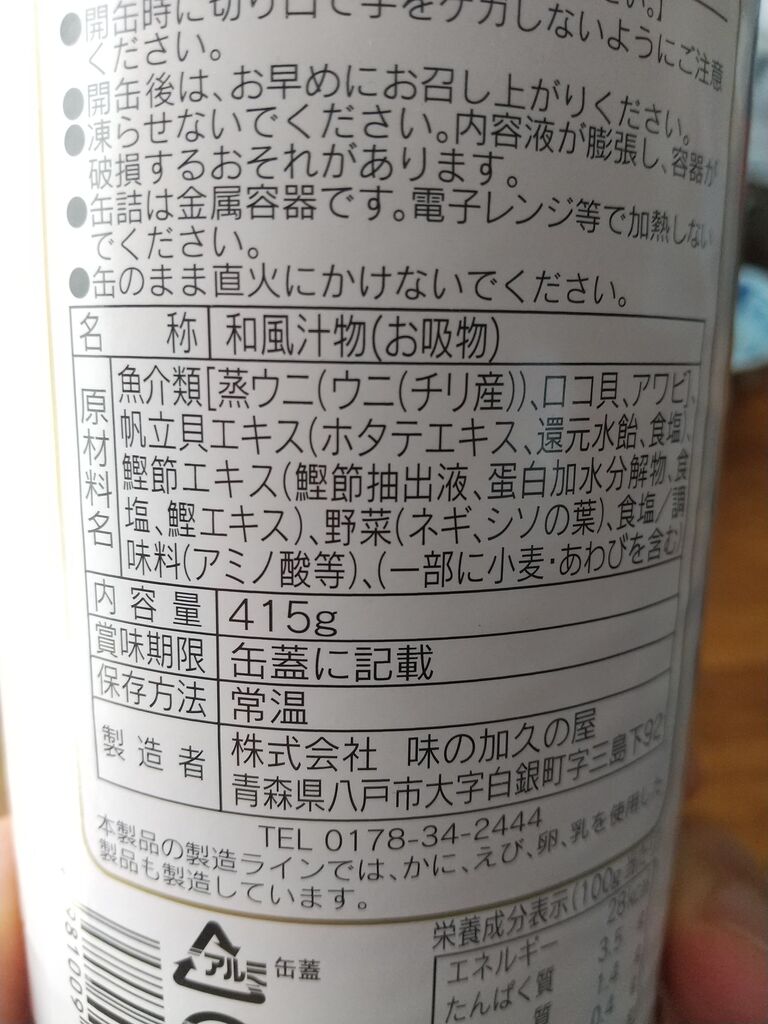 ●開缶時に切り口で手をケガしないようにご注意
ください。
●開缶後は、お早めにお召し上がりください。
●凍らせないでください。内容液が膨張し、容器が
破損するおそれがあります。
●缶詰は金属容器です。電子レンジ等で加熱しない
でください。
●缶のまま直火にかけないでください。
名称 和風汁物(お吸物)
原材料名 魚介類[蒸ウニ(ウニ(チリ産))、ロコ貝、アワビ]、
帆立貝エキス(ホタテエキス、還元水飴、食塩)、
鰹節エキス(鰹節抽出液、蛋白加水分解物、食
塩、鰹エキス)、野菜(ネギ、シソの葉)、食塩/調
味料(アミノ酸等)、(一部に小麦・あわびを含む)
内容量 415g
賞味期限 缶蓋に記載
保存方法 常温
製造者 株式会社 味の加久の屋
青森県八戸市大字白銀町字三島下92
TEL 0178-34-2444
本製品の製造ラインでは、かに、えび、卵、乳を使用した
製品も製造しています。
アルミ 缶蓋
栄養成分表示(100g
エネルギー 28kcal
たんぱく質 3.5
質 1.4
0.4